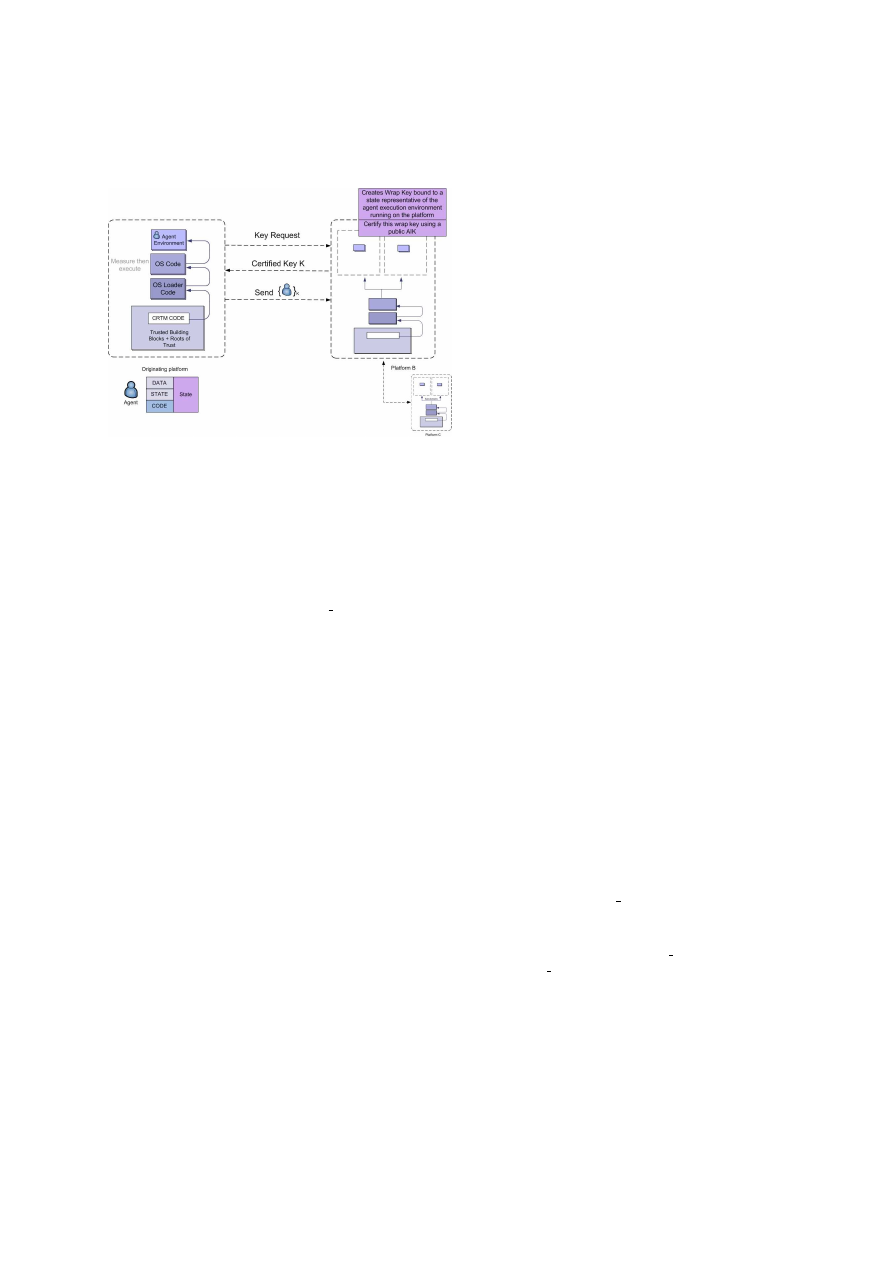 Creates Wrap Key bound to a
state representative of the
agent execution environment
running on the platform
Certify this wrap key using a
public AIK
Agent
Environment
Key Request
Measure then
execute
OS Code
Certified Key K
OS Loader
Code
Send { }K
CRTM CODE
Trusted Building
Blocks + Roots of
Trust
Originating platform
Platform B
Agent
DATA
STATE
CODE
State